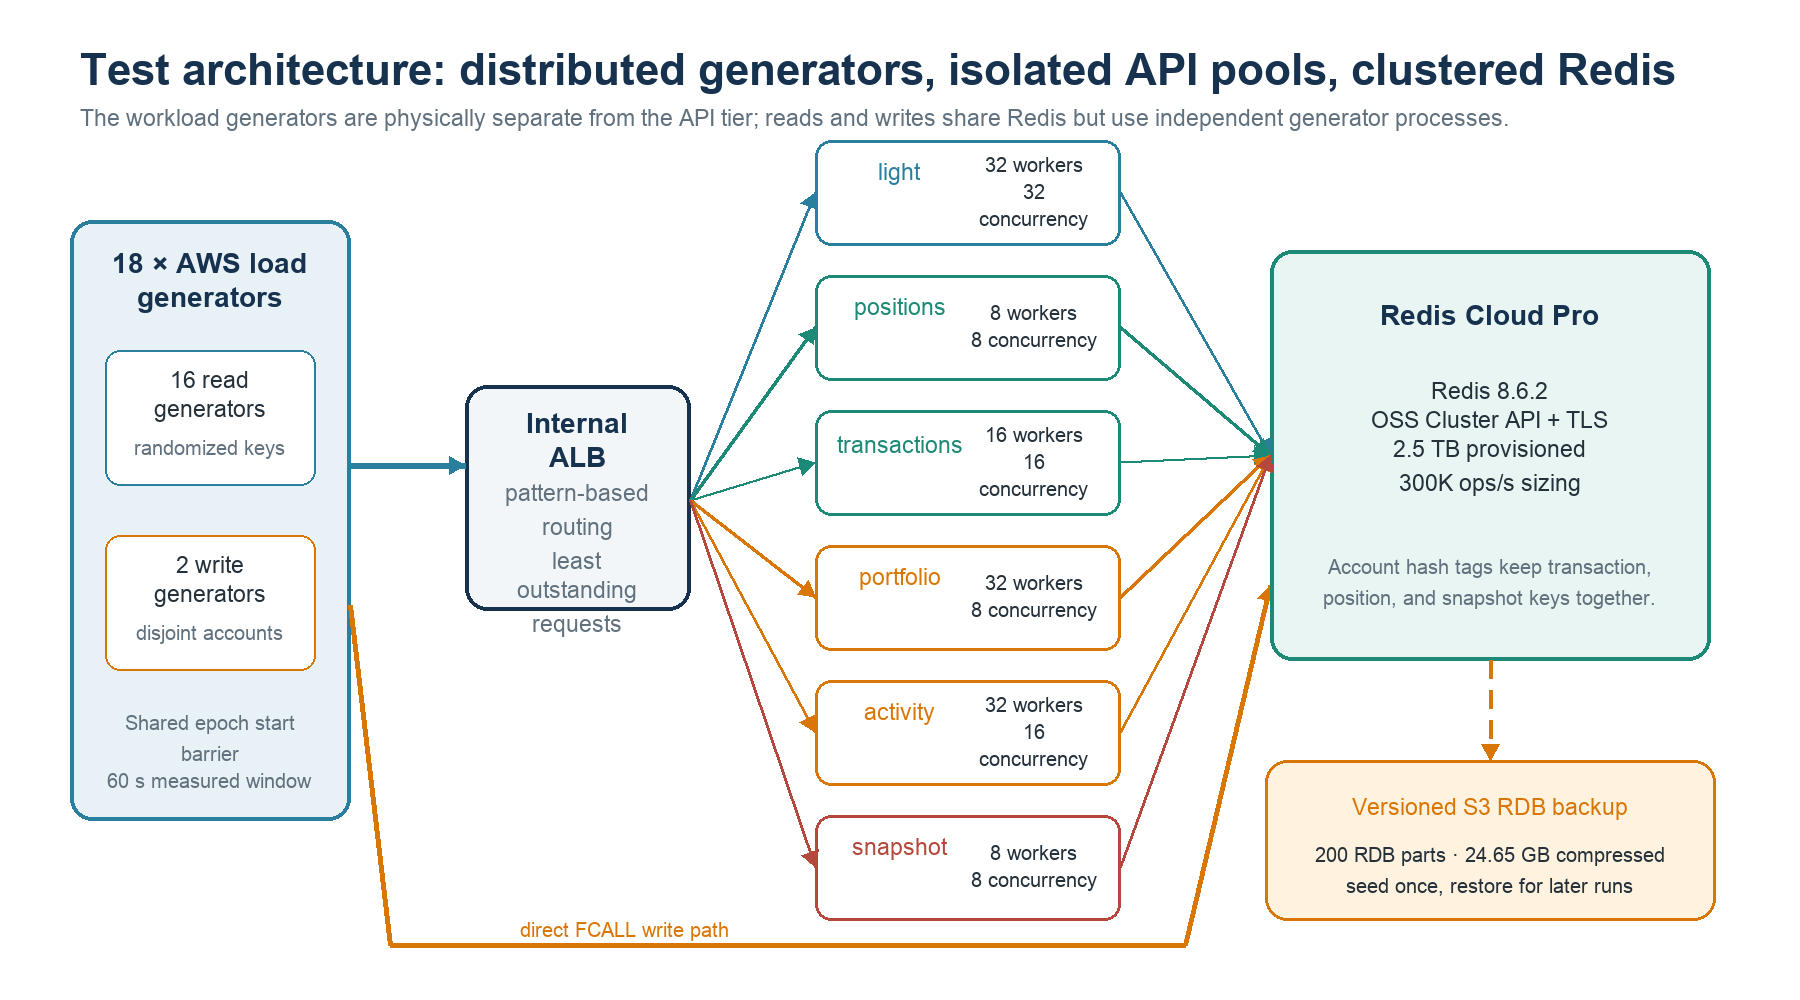 Test architecture: distributed generators, isolated API pools, clustered Redis
The workload generators are physically separate from the API tier; reads and writes share Redis but use independent generator processes.
18 × AWS load
generators
16 read
generators
randomized keys
2 write
generators
disjoint accounts
Shared epoch start
barrier
60 s measured window
Internal
ALB
pattern-based
routing
least
outstanding
requests
light
32 workers
32
concurrency
positions
8 workers
8 concurrency
transactions
16 workers
16
concurrency
portfolio
32 workers
8 concurrency
activity
32 workers
16
concurrency
snapshot
8 workers
8 concurrency
direct FCALL write path
Redis Cloud Pro
Redis 8.6.2
OSS Cluster API + TLS
2.5 TB provisioned
300K ops/s sizing
Account hash tags keep transaction,
position, and snapshot keys together.
Versioned S3 RDB backup
200 RDB parts · 24.65 GB compressed
seed once, restore for later runs